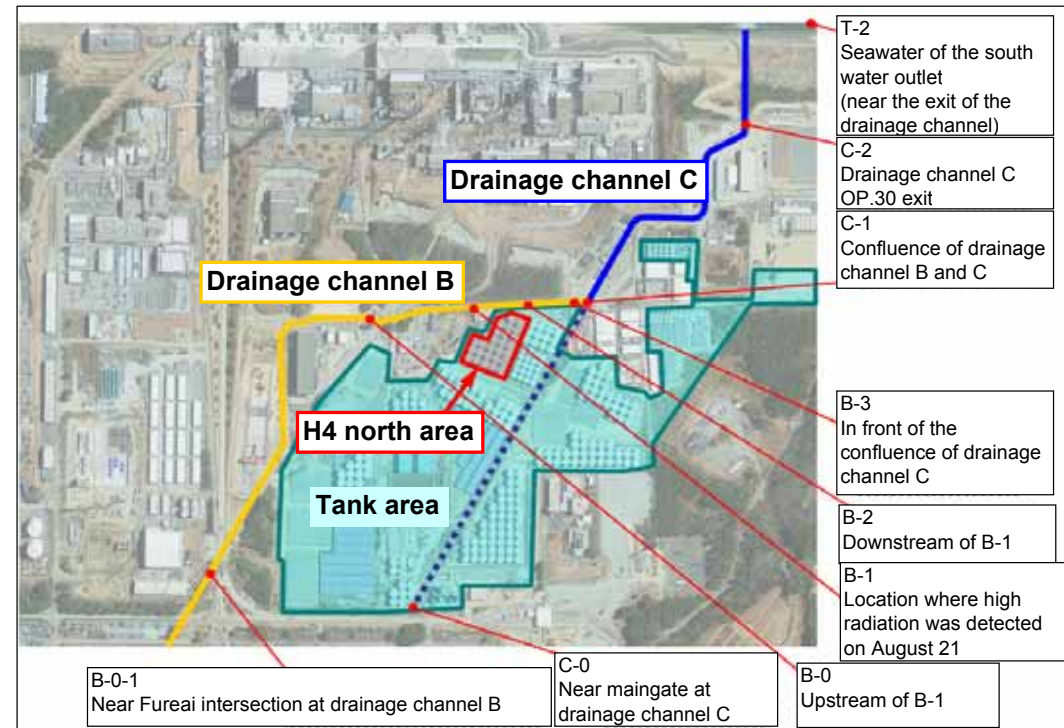 T-2
Seawater of the south
water outlet
(near the exit of the
drainage channel)
C-2
Drainage channel C
OP.30 exit
C-1
Confluence of drainage
channel B and C
Drainage channel C
Drainage channel B
H4 north area
Tank area
B-3
In front of the
confluence of drainage
channel C
B-2
Downstream of B-1
B-1
Location where high
radiation was detected
on August 21
B-0
Upstream of B-1
C-0
Near maingate at
drainage channel C
B-0-1
Near Fureai intersection at drainage channel B